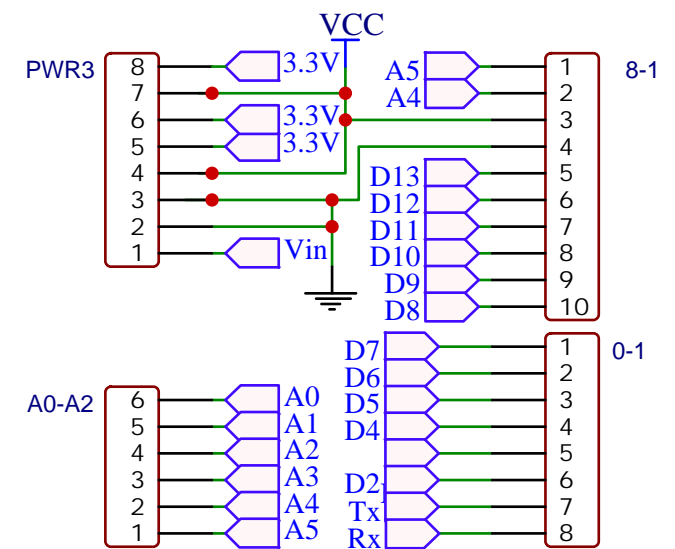 VCC
PWR3
8 3.3V
7
6 3.3V
5 3.3V
4
3
2
1 Vin
8-1
A5 1
A4 2
3
4
D13 5
D12 6
D11 7
D10 8
D9 9
D8 10
A0-A2
6 A0
5 A1
4 A2
3 A3
2 A4
1 A5
0-1
D7 1
D6 2
D5 3
D4 4
5
D2 6
Tx 7
Rx 8